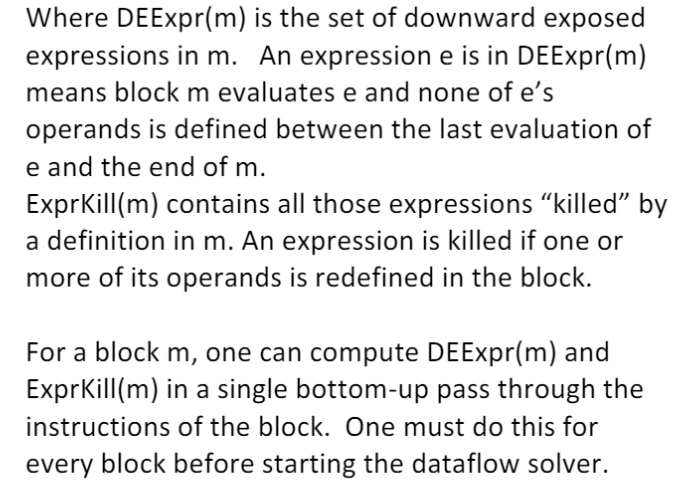 Where DEExpr(m) is the set of downward exposed
expressions in m.   An expression e is in DEExpr(m)
means block m evaluates e and none of e’s
operands is defined between the last evaluation of
e and the end of m.
ExprKill(m) contains all those expressions “killed” by
a definition in m. An expression is killed if one or
more of its operands is redefined in the block.

For a block m, one can compute DEExpr(m) and
ExprKill(m) in a single bottom-up pass through the
instructions of the block.  One must do this for
every block before starting the dataflow solver.